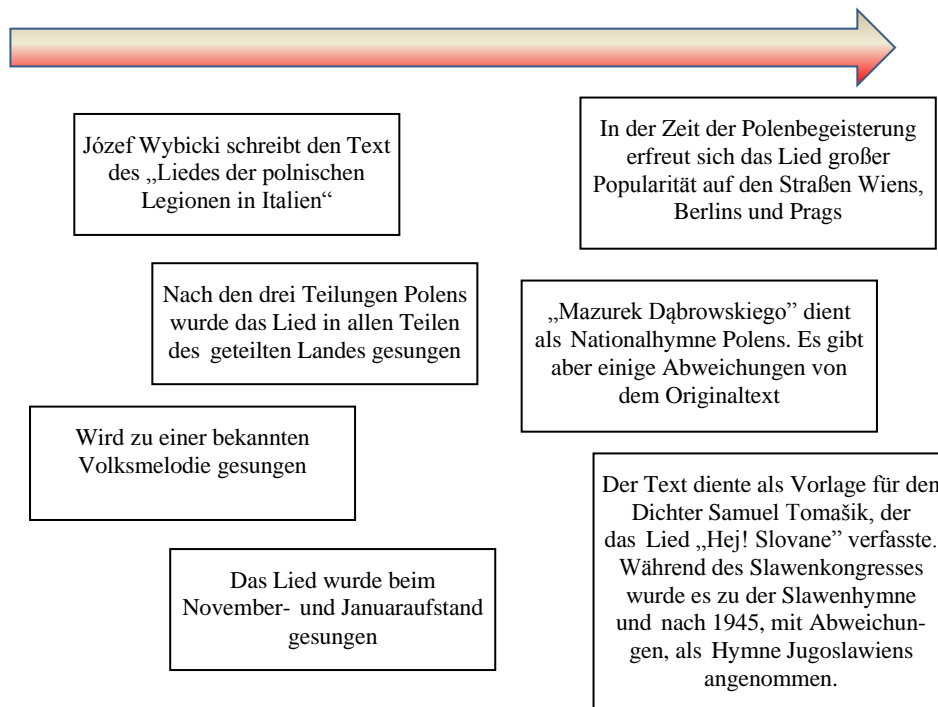 Józef Wybicki schreibt den Text
des „Liedes der polnischen
Legionen in Italien“
Nach den drei Teilungen Polens
wurde das Lied in allen Teilen
des geteilten Landes gesungen
Wird zu einer bekannten
Volksmelodie gesungen
Das Lied wurde beim
November- und Januaraufstand
gesungen
In der Zeit der Polenbegeisterung
erfreut sich das Lied großer
Popularität auf den Straßen Wiens,
Berlins und Prags
„Mazurek Dąbrowskiego” dient
als Nationalhymne Polens. Es gibt
aber einige Abweichungen von
dem Originaltext
Der Text diente als Vorlage für den
Dichter Samuel Tomašik, der
das Lied „Hej! Slovane” verfasste.
Während des Slawenkongresses
wurde es zu der Slawenhymne
und nach 1945, mit Abweichun-
gen, als Hymne Jugoslawiens
angenommen.